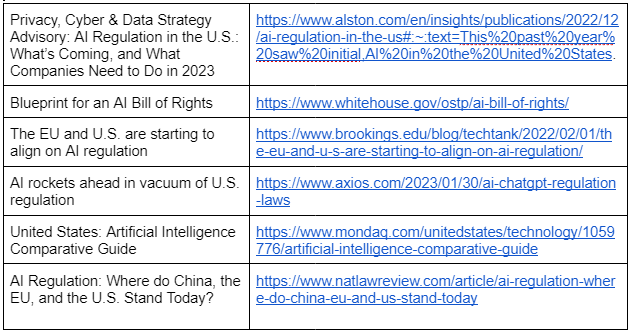 Privacy, Cyber & Data Strategy
Advisory: AI Regulation in the U.S.:
What's Coming, and What
Companies Need to Do in 2023
https://www.alston.com/en/insights/publications/2022/12
/ai-regulation-in-the-us#:~:text=This%20past%20year%
20saw%20initial,AI%20in%20the%20United%20States.
Blueprint for an AI Bill of Rights
https://www.whitehouse.gov/ostp/ai-bill-of-rights/
The EU and U.S. are starting to
align on AI regulation
https://www.brookings.edu/blog/techtank/2022/02/01/th
e-eu-and-u-s-are-starting-to-align-on-ai-regulation/
AI rockets ahead in vacuum of U.S.
regulation
https://www.axios.com/2023/01/30/ai-chatgpt-regulation
-laws
United States: Artificial Intelligence
Comparative Guide
https://www.mondaq.com/unitedstates/technology/1059
776/artificial-intelligence-comparative-guide
AI Regulation: Where do China, the
EU, and the U.S. Stand Today?
https://www.natlawreview.com/article/ai-regulation-wher
e-do-china-eu-and-us-stand-today